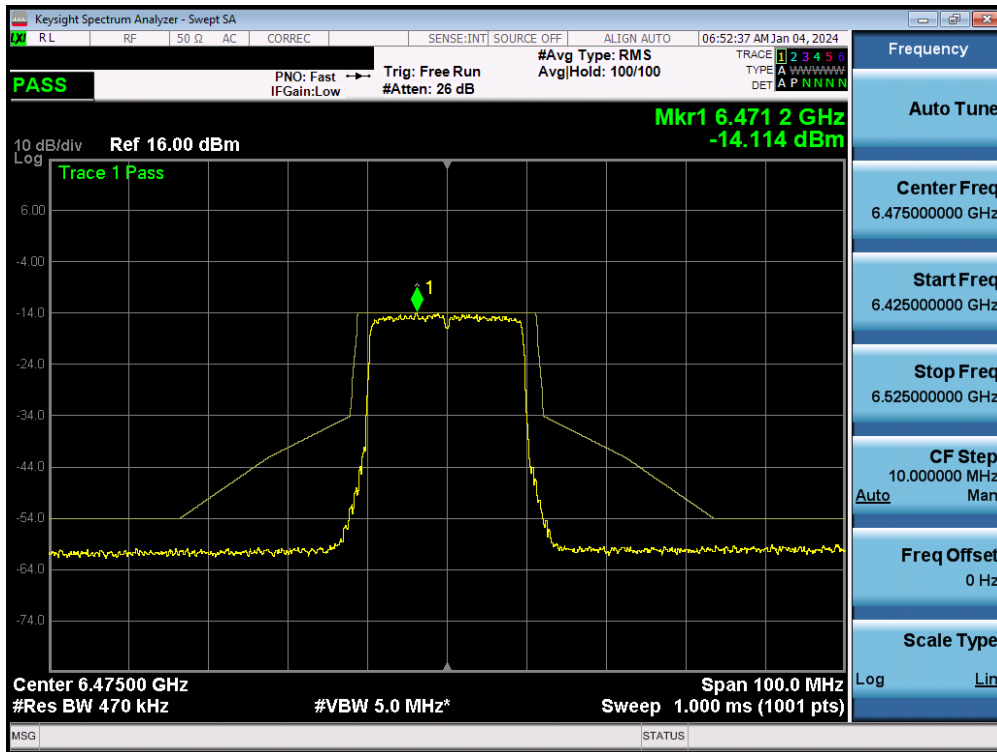 Keysight Spectrum Analyzer - Swept SA
LXI RL RF 50 Ω AC CORREC SENSE:INT SOURCE OFF ALIGN AUTO 06:52:37 AM Jan 04, 2024
PASS
PNO: Fast
IFGain:Low
Trig: Free Run
#Atten: 26 dB
#Avg Type: RMS
Avg|Hold: 100/100
TRACE 1 2 3 4 5 6
TYPE A WWWWW
DET A P N N N N
Mkr1 6.471 2 GHz
-14.114 dBm
10 dB/div Ref 16.00 dBm
Log
Trace 1 Pass
6.00
-4.00
1
-14.0
-24.0
-34.0
-44.0
-54.0
-64.0
-74.0
Center 6.47500 GHz Span 100.0 MHz
#Res BW 470 kHz #VBW 5.0 MHz* Sweep 1.000 ms (1001 pts)
MSG STATUS
Frequency
Auto Tune
Center Freq
6.475000000 GHz
Start Freq
6.425000000 GHz
Stop Freq
6.525000000 GHz
CF Step
10.000000 MHz
Auto Man
Freq Offset
0 Hz
Scale Type
Log Lin